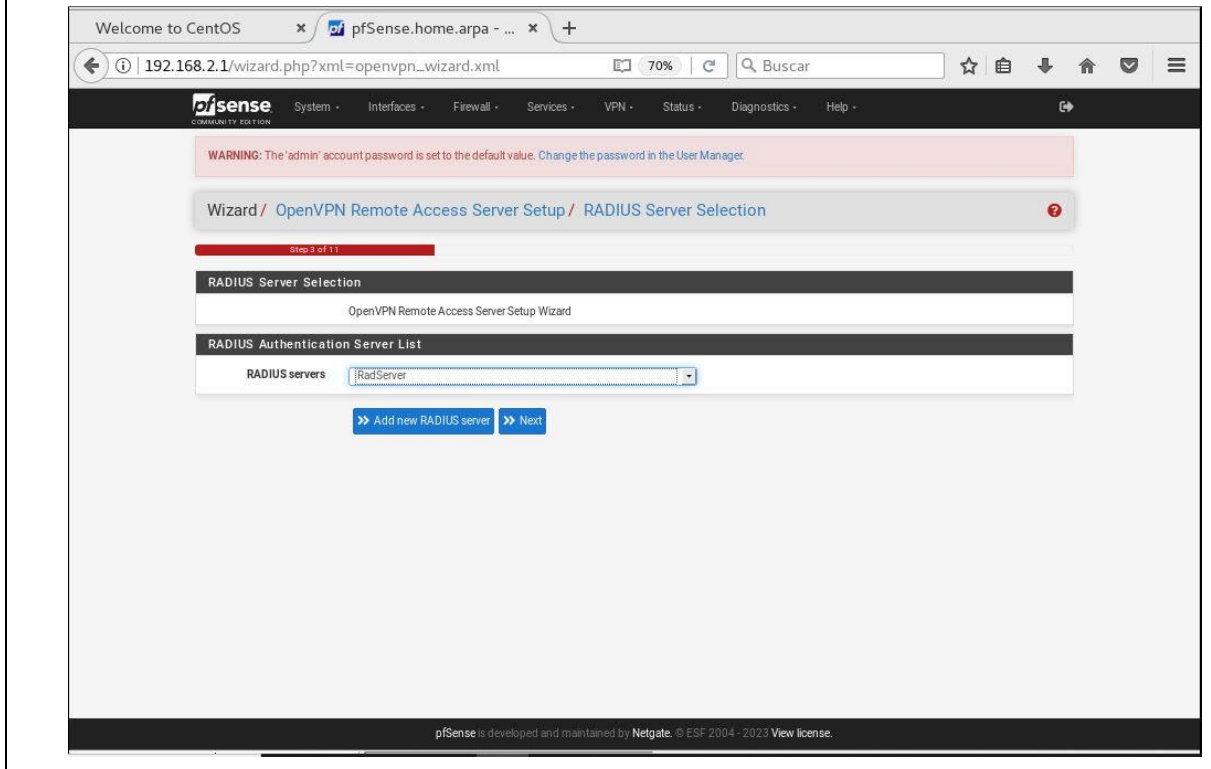 Welcome to CentOS × pf pfSense.home.arpa - ... × +
192.168.2.1/wizard.php?xml=openvpn_wizard.xml 70% Buscar
pfsense System Interfaces Firewall Services VPN Status Diagnostics Help
COMMUNITY EDITION
WARNING: The 'admin' account password is set to the default value. Change the password in the User Manager.
Wizard / OpenVPN Remote Access Server Setup / RADIUS Server Selection
Step 3 of 11
RADIUS Server Selection
OpenVPN Remote Access Server Setup Wizard
RADIUS Authentication Server List
RADIUS servers RadServer
>> Add new RADIUS server >> Next
pfSense is developed and maintained by Netgate. © ESF 2004 - 2023 View license.